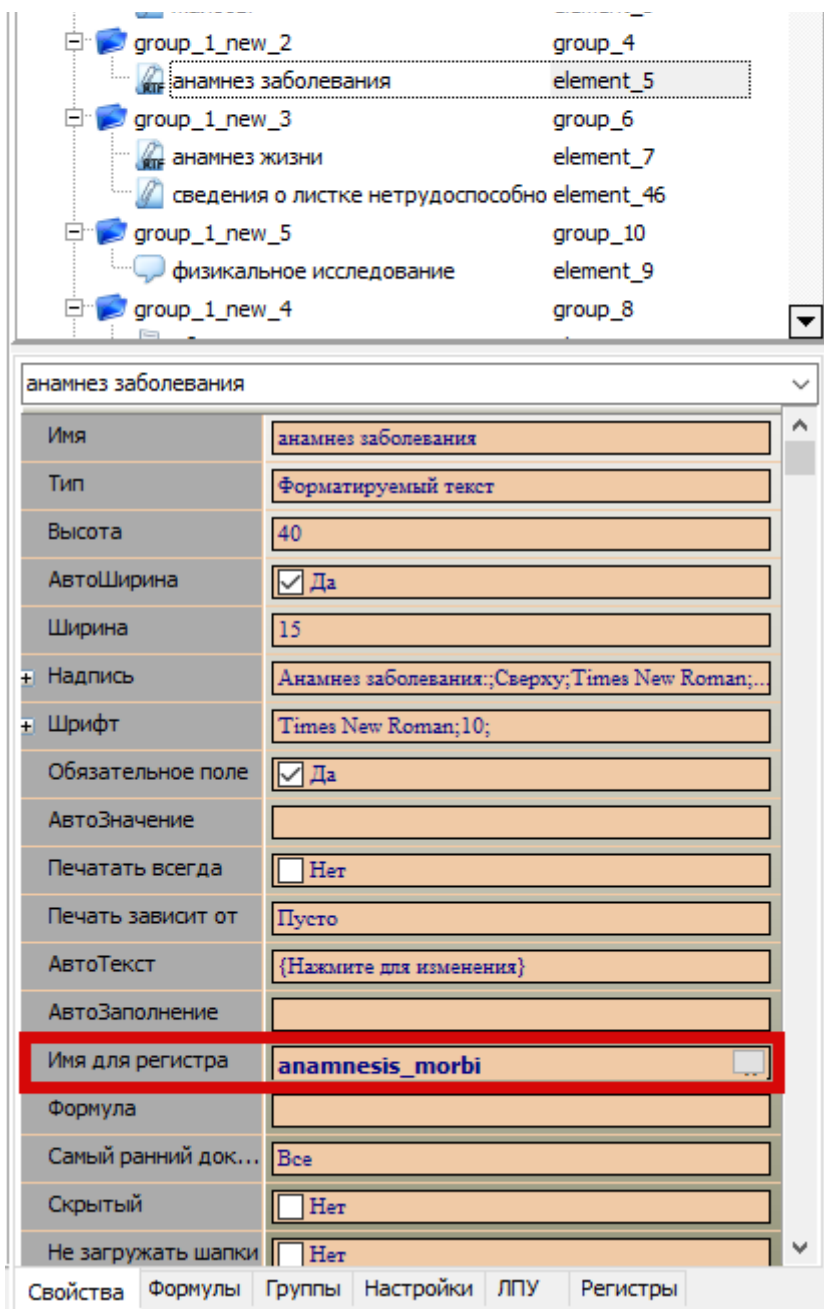 group_1_new_2 group_4
RTF анамнез заболевания element_5
group_1_new_3 group_6
RTF анамнез жизни element_7
сведения о листке нетрудоспособно element_46
group_1_new_5 group_10
физикальное исследование element_9
group_1_new_4 group_8
анамнез заболевания
Имя анамнез заболевания
Тип Форматируемый текст
Высота 40
АвтоШирина Да
Ширина 15
Надпись Анамнез заболевания:;Сверху;Times New Roman;...
Шрифт Times New Roman;10;
Обязательное поле Да
АвтоЗначение
Печатать всегда Нет
Печать зависит от Пусто
АвтоТекст {Нажмите для изменения}
АвтоЗаполнение
Имя для регистра anamnesis_morbi
Формула
Самый ранний док... Все
Скрытый Нет
Не загружать шапки Нет
Свойства Формулы Группы Настройки ЛПУ Регистры